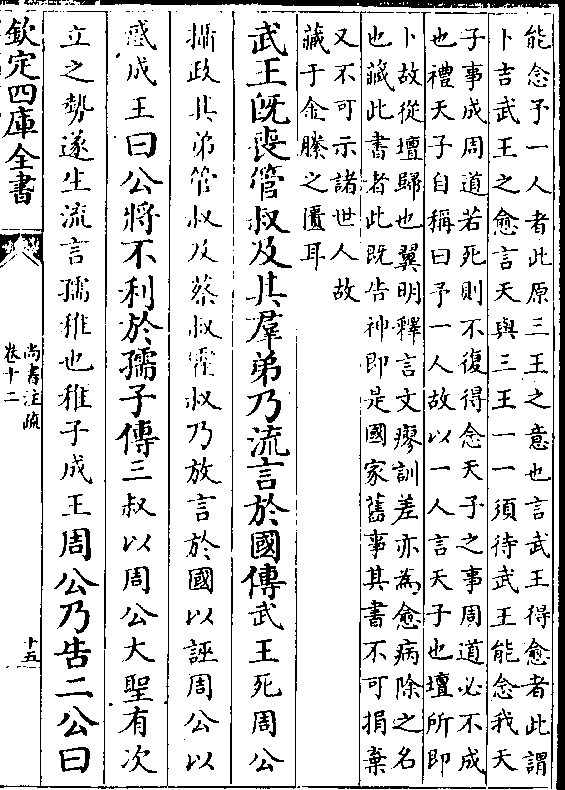 能念予一人者此原三王之意也言武王得愈者此謂
卜吉武王之愈言天與三王一一須待武王能念我天
子事成周道若死則不復得念天子之事周道必不成
也禮天子自稱曰予一人故以一人言天子也壇所即
卜故從壇歸也翼明釋言文瘳訓差亦為愈病除之名
也藏此書者此既告神即是國家舊事其書不可捐棄
又不可示諸世人故
藏于金縢之匱耳
武王既喪管叔及其羣弟乃流言於國傳武王死周公
攝政其弟管叔及蔡叔霍叔乃放言於國以誣周公以
惑成王曰公將不利於孺子傳三叔以周公大聖有次
立之勢遂生流言孺稚也稚子成王周公乃告二公曰
欽定四庫全書
尚書注疏
卷十二
十五